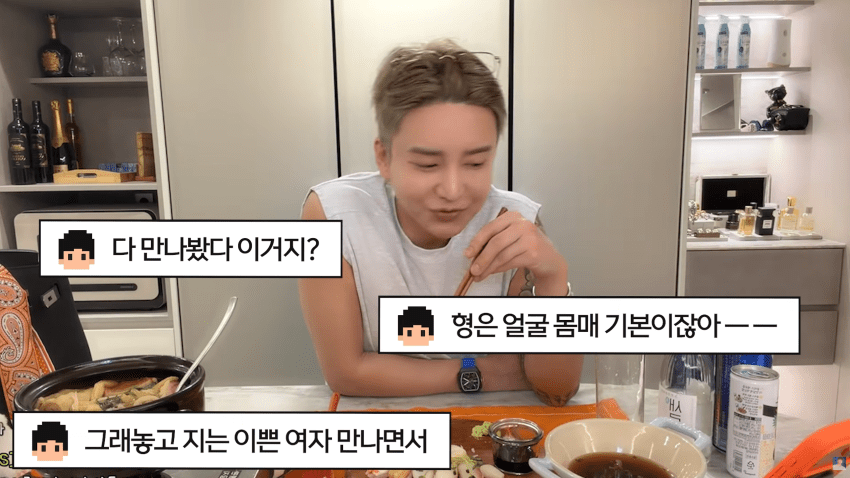 다 만나봤다 이거지?
형은 얼굴 몸매 기본이잖아 ㅡㅡ
그래놓고 지는 이쁜 여자 만나면서
새